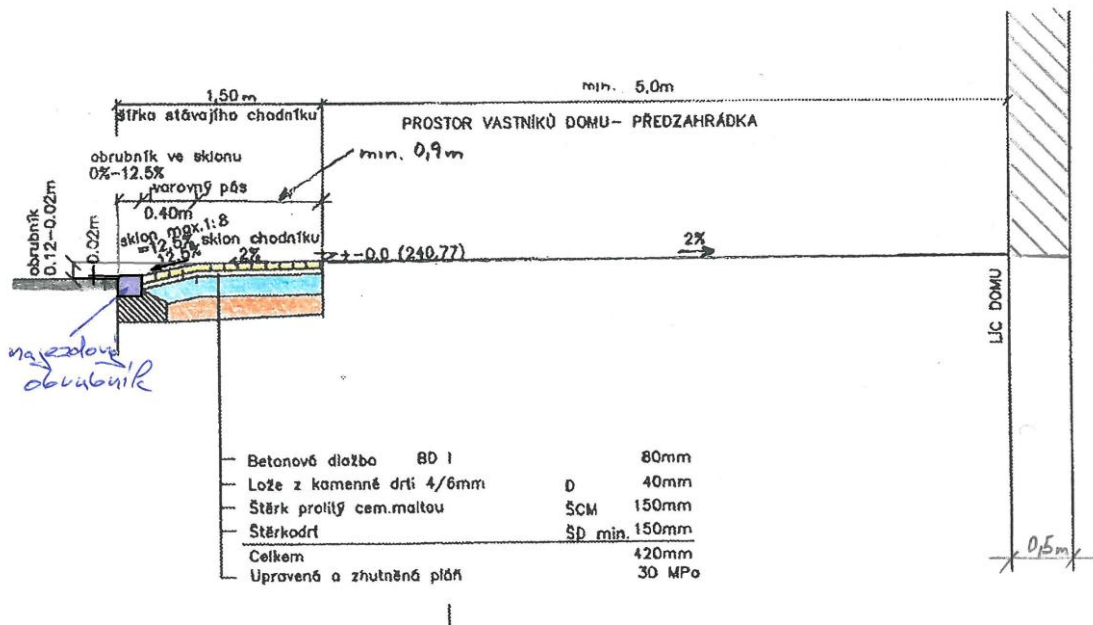 1,50m
šířka stávajího chodníku
min. 5,0m
PROSTOR VASTNÍKŮ DOMU- PŘEDZAHRÁDKA
min. 0,9m
obrubník ve sklonu
0%-12.5%
varovný pás
0.40m
sklon max.1:8
=12,5% sklon chodníku
12.5%
2%
+-0.0 (240,77)
2%
obrubník
0.12-0.02m
0.02m
najezdový
obrubník
LÍC DOMU
Betonová dlažba BD I 80mm
Lože z kamenné drti 4/6mm D 40mm
Štěrk prolitý cem.maltou ŠCM 150mm
Štěrkodrť ŠD min. 150mm
Celkem 420mm
Upravená a zhutněná pláň 30 MPa
0,5m